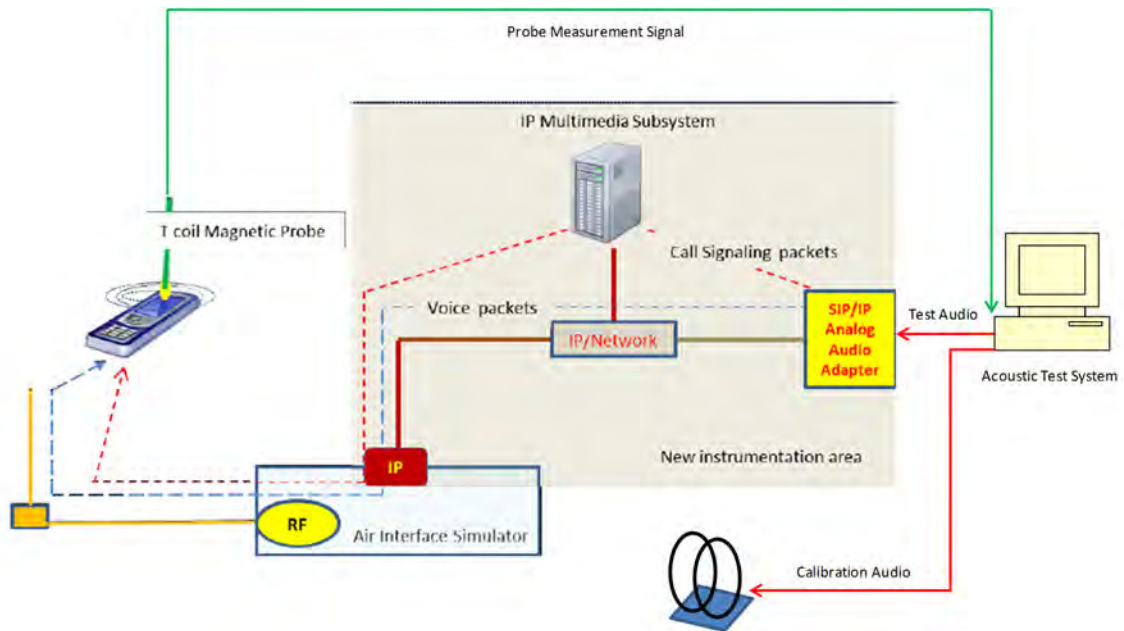 Probe Measurement Signal
IP Multimedia Subsystem
T coil Magnetic Probe
Call Signaling packets
Voice packets
IP/Network
SIP/IP
Analog
Audio
Adapter
Test Audio
Acoustic Test System
New instrumentation area
IP
RF
Air Interface Simulator
Calibration Audio